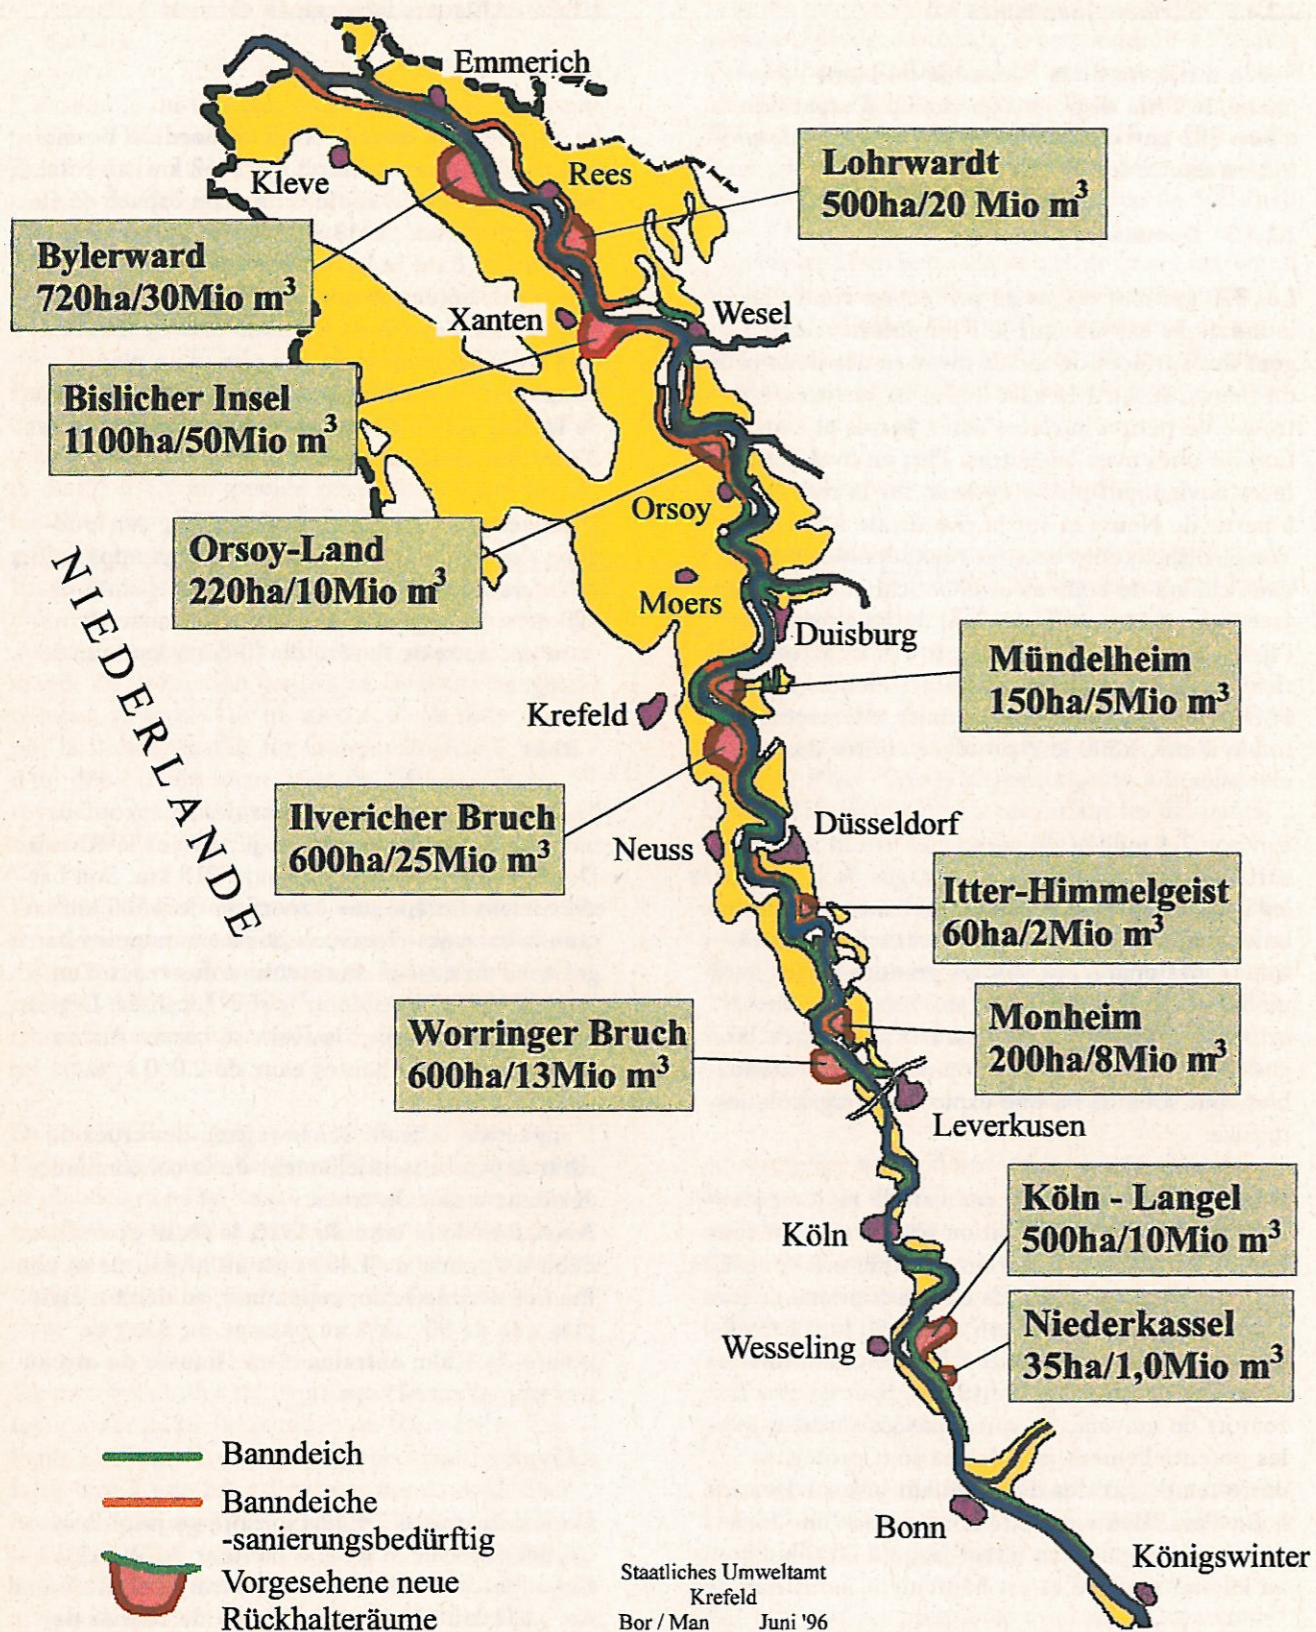 Emmerich
Kleve
Rees
Lohrwardt
500ha/20 Mio m³
Bylerward
720ha/30Mio m³
Xanten
Wesel
Bislicher Insel
1100ha/50Mio m³
Orsoy
Orsoy-Land
220ha/10Mio m³
NIEDERLANDE
Moers
Duisburg
Mündelheim
150ha/5Mio m³
Krefeld
Ilvericher Bruch
600ha/25Mio m³
Neuss
Düsseldorf
Itter-Himmelgeist
60ha/2Mio m³
Monheim
200ha/8Mio m³
Worringer Bruch
600ha/13Mio m³
Leverkusen
Köln - Langel
500ha/10Mio m³
Köln
Niederkassel
35ha/1,0Mio m³
Wesseling
Bonn
Königswinter
Banndeich
Banndeiche
-sanierungsbedürftig
Vorgesehene neue
Rückhalteräume
Staatliches Umweltamt
Krefeld
Bor / Man Juni '96